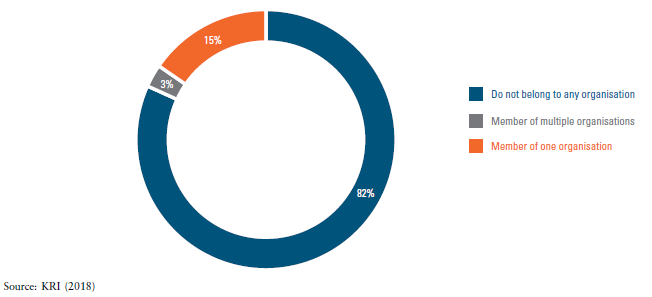 15%
3%
82%
Do not belong to any organisation
Member of multiple organisations
Member of one organisation
Source: KRI (2018)